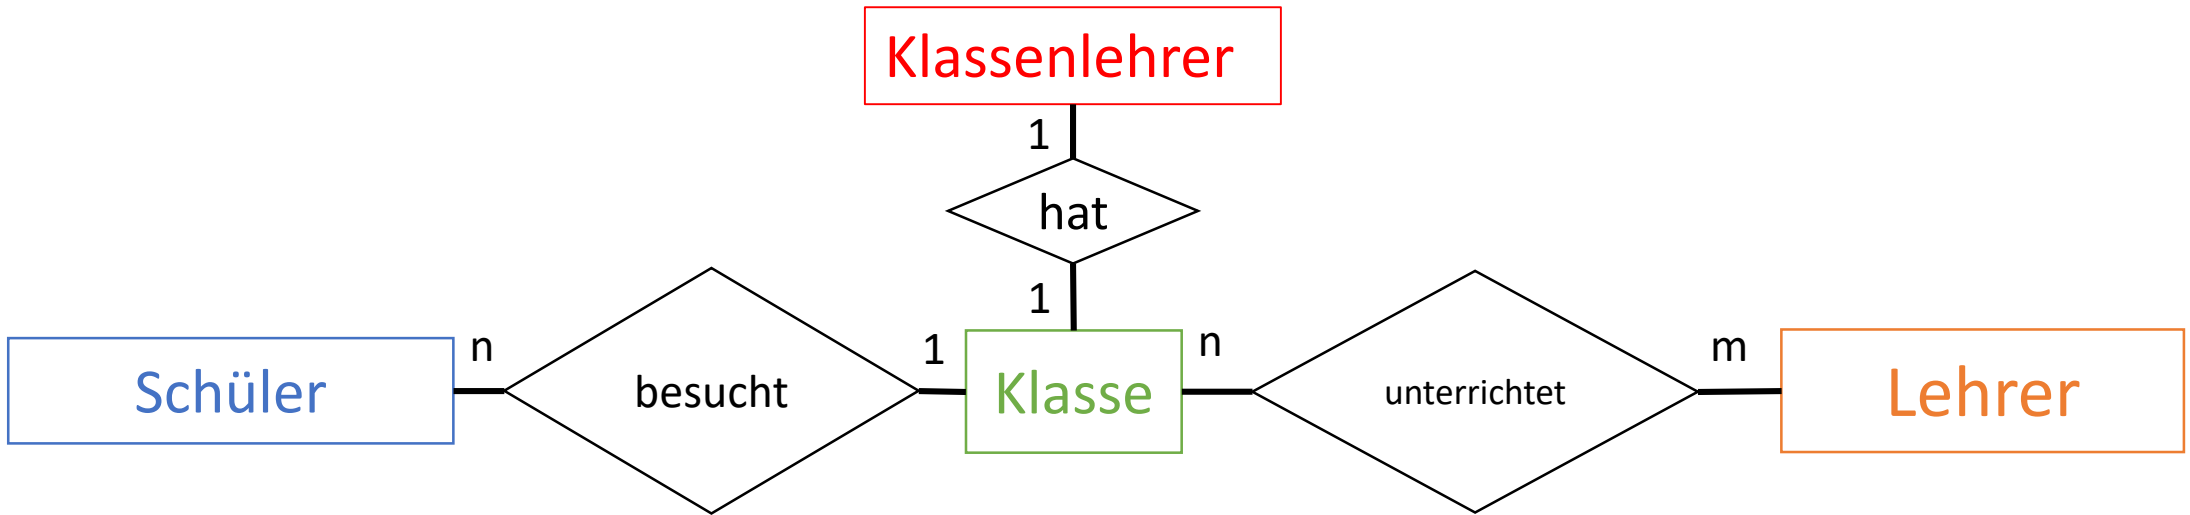 Klassenlehrer
1
hat
1
Schüler
n
besucht
1
Klasse
n
unterrichtet
m
Lehrer